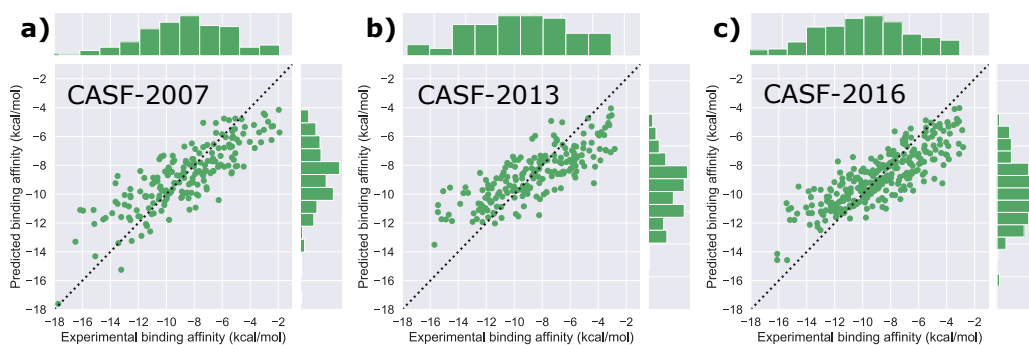 a)
CASF-2007
Predicted binding affinity (kcal/mol)
−2
−4
−6
−8
−10
−12
−14
−16
−18
−18 −16 −14 −12 −10 −8 −6 −4 −2
Experimental binding affinity (kcal/mol)
b)
CASF-2013
Predicted binding affinity (kcal/mol)
−2
−4
−6
−8
−10
−12
−14
−16
−18
−18 −16 −14 −12 −10 −8 −6 −4 −2
Experimental binding affinity (kcal/mol)
c)
CASF-2016
Predicted binding affinity (kcal/mol)
−2
−4
−6
−8
−10
−12
−14
−16
−18
−18 −16 −14 −12 −10 −8 −6 −4 −2
Experimental binding affinity (kcal/mol)